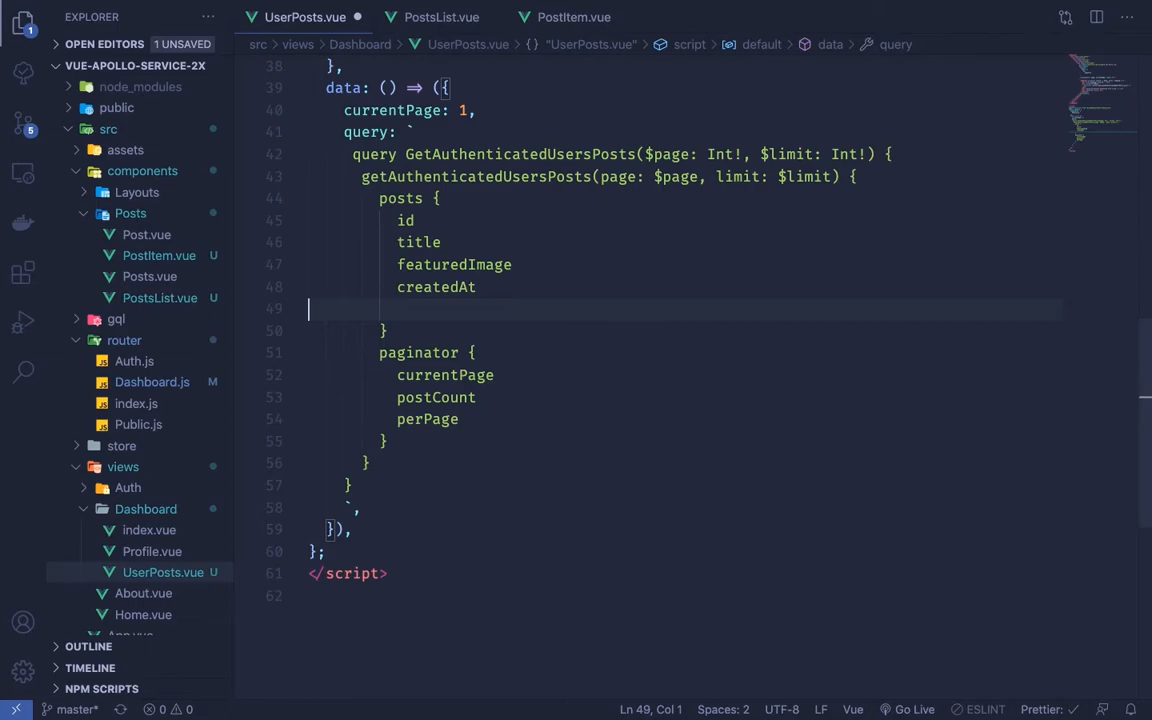 EXPLORER
OPEN EDITORS 1 UNSAVED
VUE-APOLLO-SERVICE-2X
node_modules
public
src
assets
components
Layouts
Posts
Post.vue
PostItem.vue U
Posts.vue
PostsList.vue U
gql
router
Auth.js
Dashboard.js M
index.js
Public.js
store
views
Auth
Dashboard
index.vue
Profile.vue
UserPosts.vue U
About.vue
Home.vue
App.vue
OUTLINE
TIMELINE
NPM SCRIPTS
1
5
UserPosts.vue PostsList.vue PostItem.vue
src > views > Dashboard > UserPosts.vue > {} "UserPosts.vue" > script > default > data > query
38 },
39 data: () => ({
40 currentPage: 1,
41 query: `
42 query GetAuthenticatedUsersPosts($page: Int!, $limit: Int!) {
43 getAuthenticatedUsersPosts(page: $page, limit: $limit) {
44 posts {
45 id
46 title
47 featuredImage
48 createdAt
49
50 }
51 paginator {
52 currentPage
53 postCount
54 perPage
55 }
56 }
57 }
58 `,
59 }),
60 };
61 </script>
62
master* 0 0 Ln 49, Col 1 Spaces: 2 UTF-8 LF Vue Go Live ESLINT Prettier: ✓